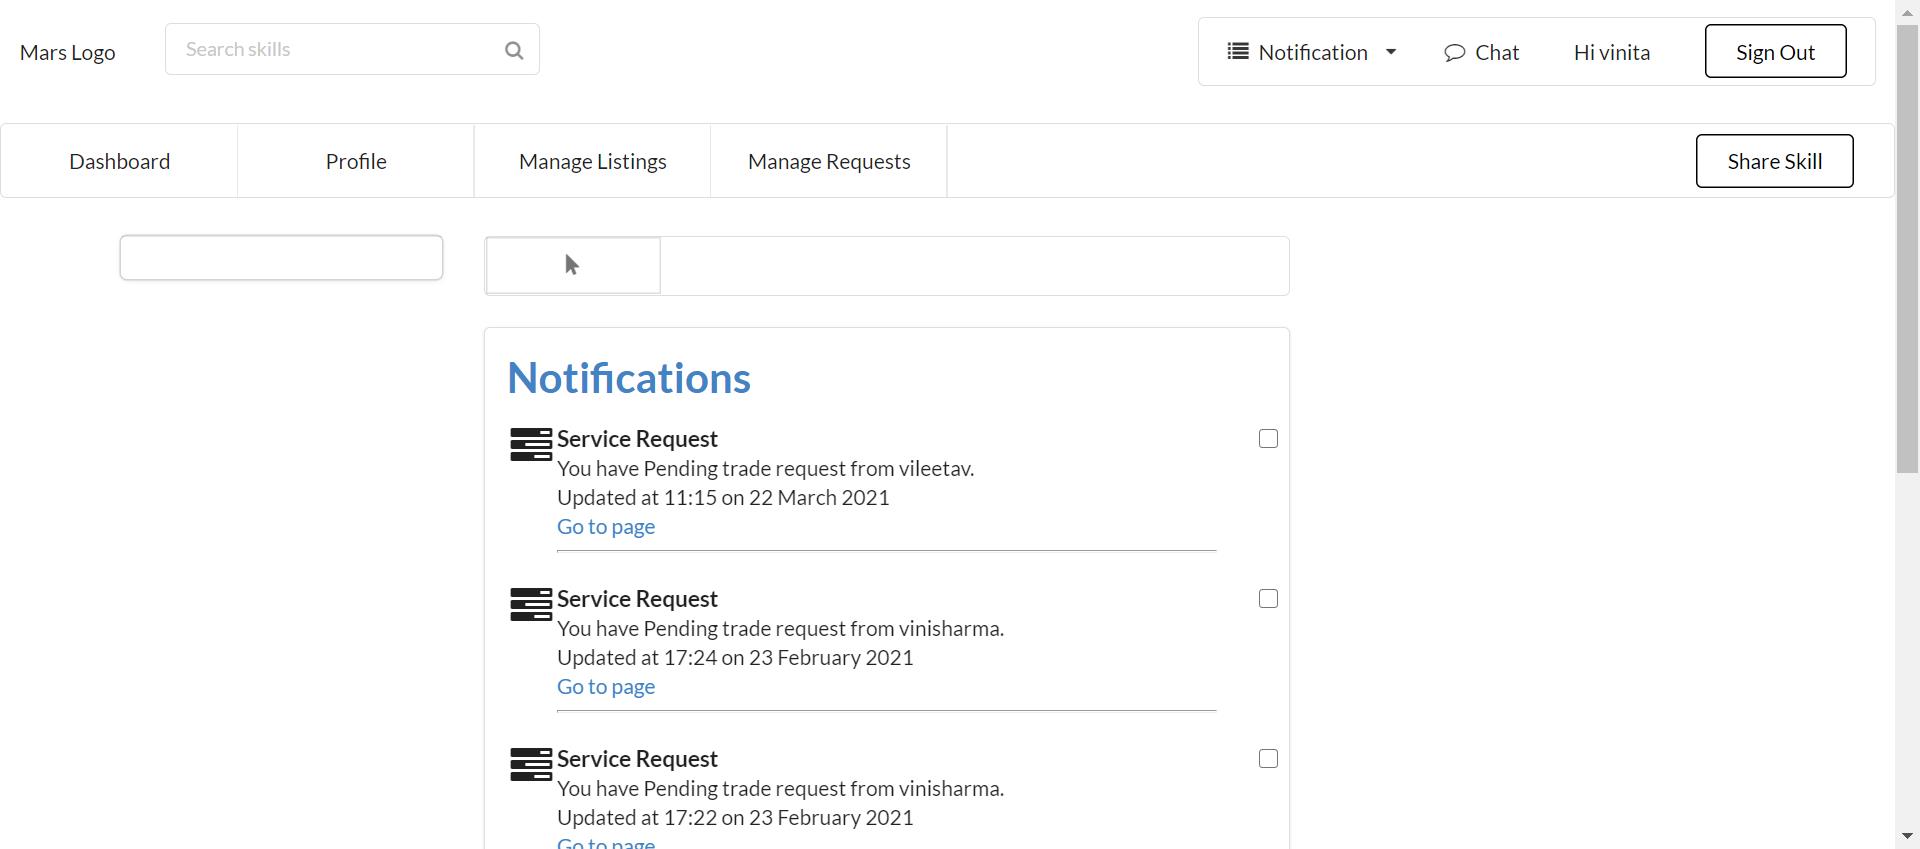 Mars Logo
Search skills
Notification
Chat
Hi vinita
Sign Out
Dashboard
Profile
Manage Listings
Manage Requests
Share Skill
Notifications
Service Request
You have Pending trade request from vileetav.
Updated at 11:15 on 22 March 2021
Go to page
Service Request
You have Pending trade request from vinisharma.
Updated at 17:24 on 23 February 2021
Go to page
Service Request
You have Pending trade request from vinisharma.
Updated at 17:22 on 23 February 2021
Go to page